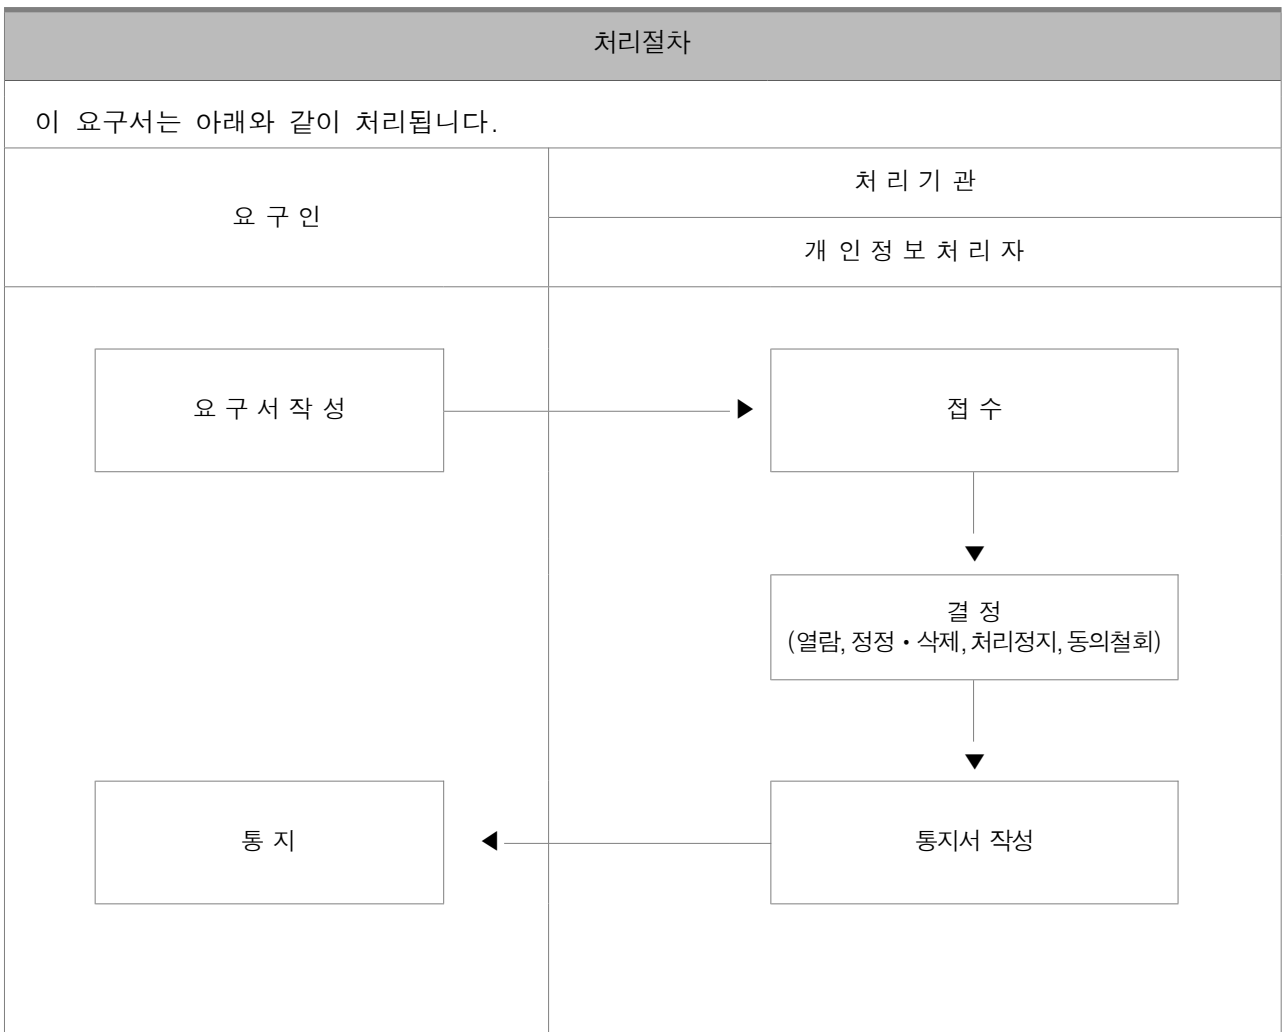 처리절차
이 요구서는 아래와 같이 처리됩니다.
요 구 인
처 리 기 관
개 인 정 보 처 리 자
요 구 서 작 성
접 수
결 정
(열람, 정정・삭제, 처리정지, 동의철회)
통 지
통지서 작성